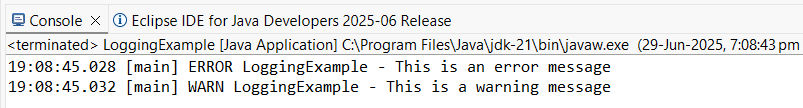 Console × Eclipse IDE for Java Developers 2025-06 Release
<terminated> LoggingExample [Java Application] C:\Program Files\Java\jdk-21\bin\javaw.exe (29-Jun-2025, 7:08:43 pm
19:08:45.028 [main] ERROR LoggingExample - This is an error message
19:08:45.032 [main] WARN LoggingExample - This is a warning message